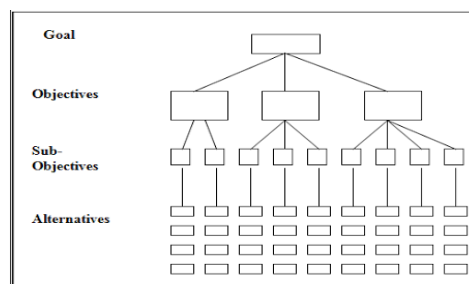 Goal
Objectives
Sub-
Objectives
Alternatives